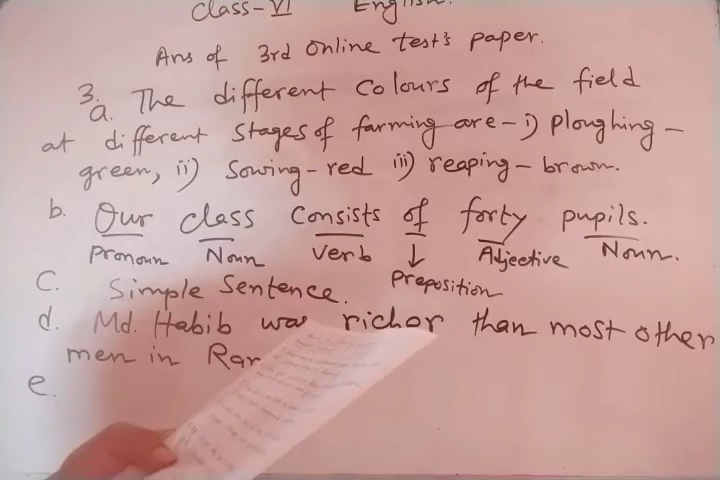 Class-VI English.
Ans of 3rd online test's paper.
3.
a. The different Colours of the field
at different Stages of farming are- i) Ploughing-
green, ii) Sowing-red iii) reaping-brown.
b. Our class Consists of forty pupils.
Pronoun Noun Verb ↓ Adjective Noun.
Preposition
C. Simple Sentence.
d. Md. Habib was richer than most other
men in
e.